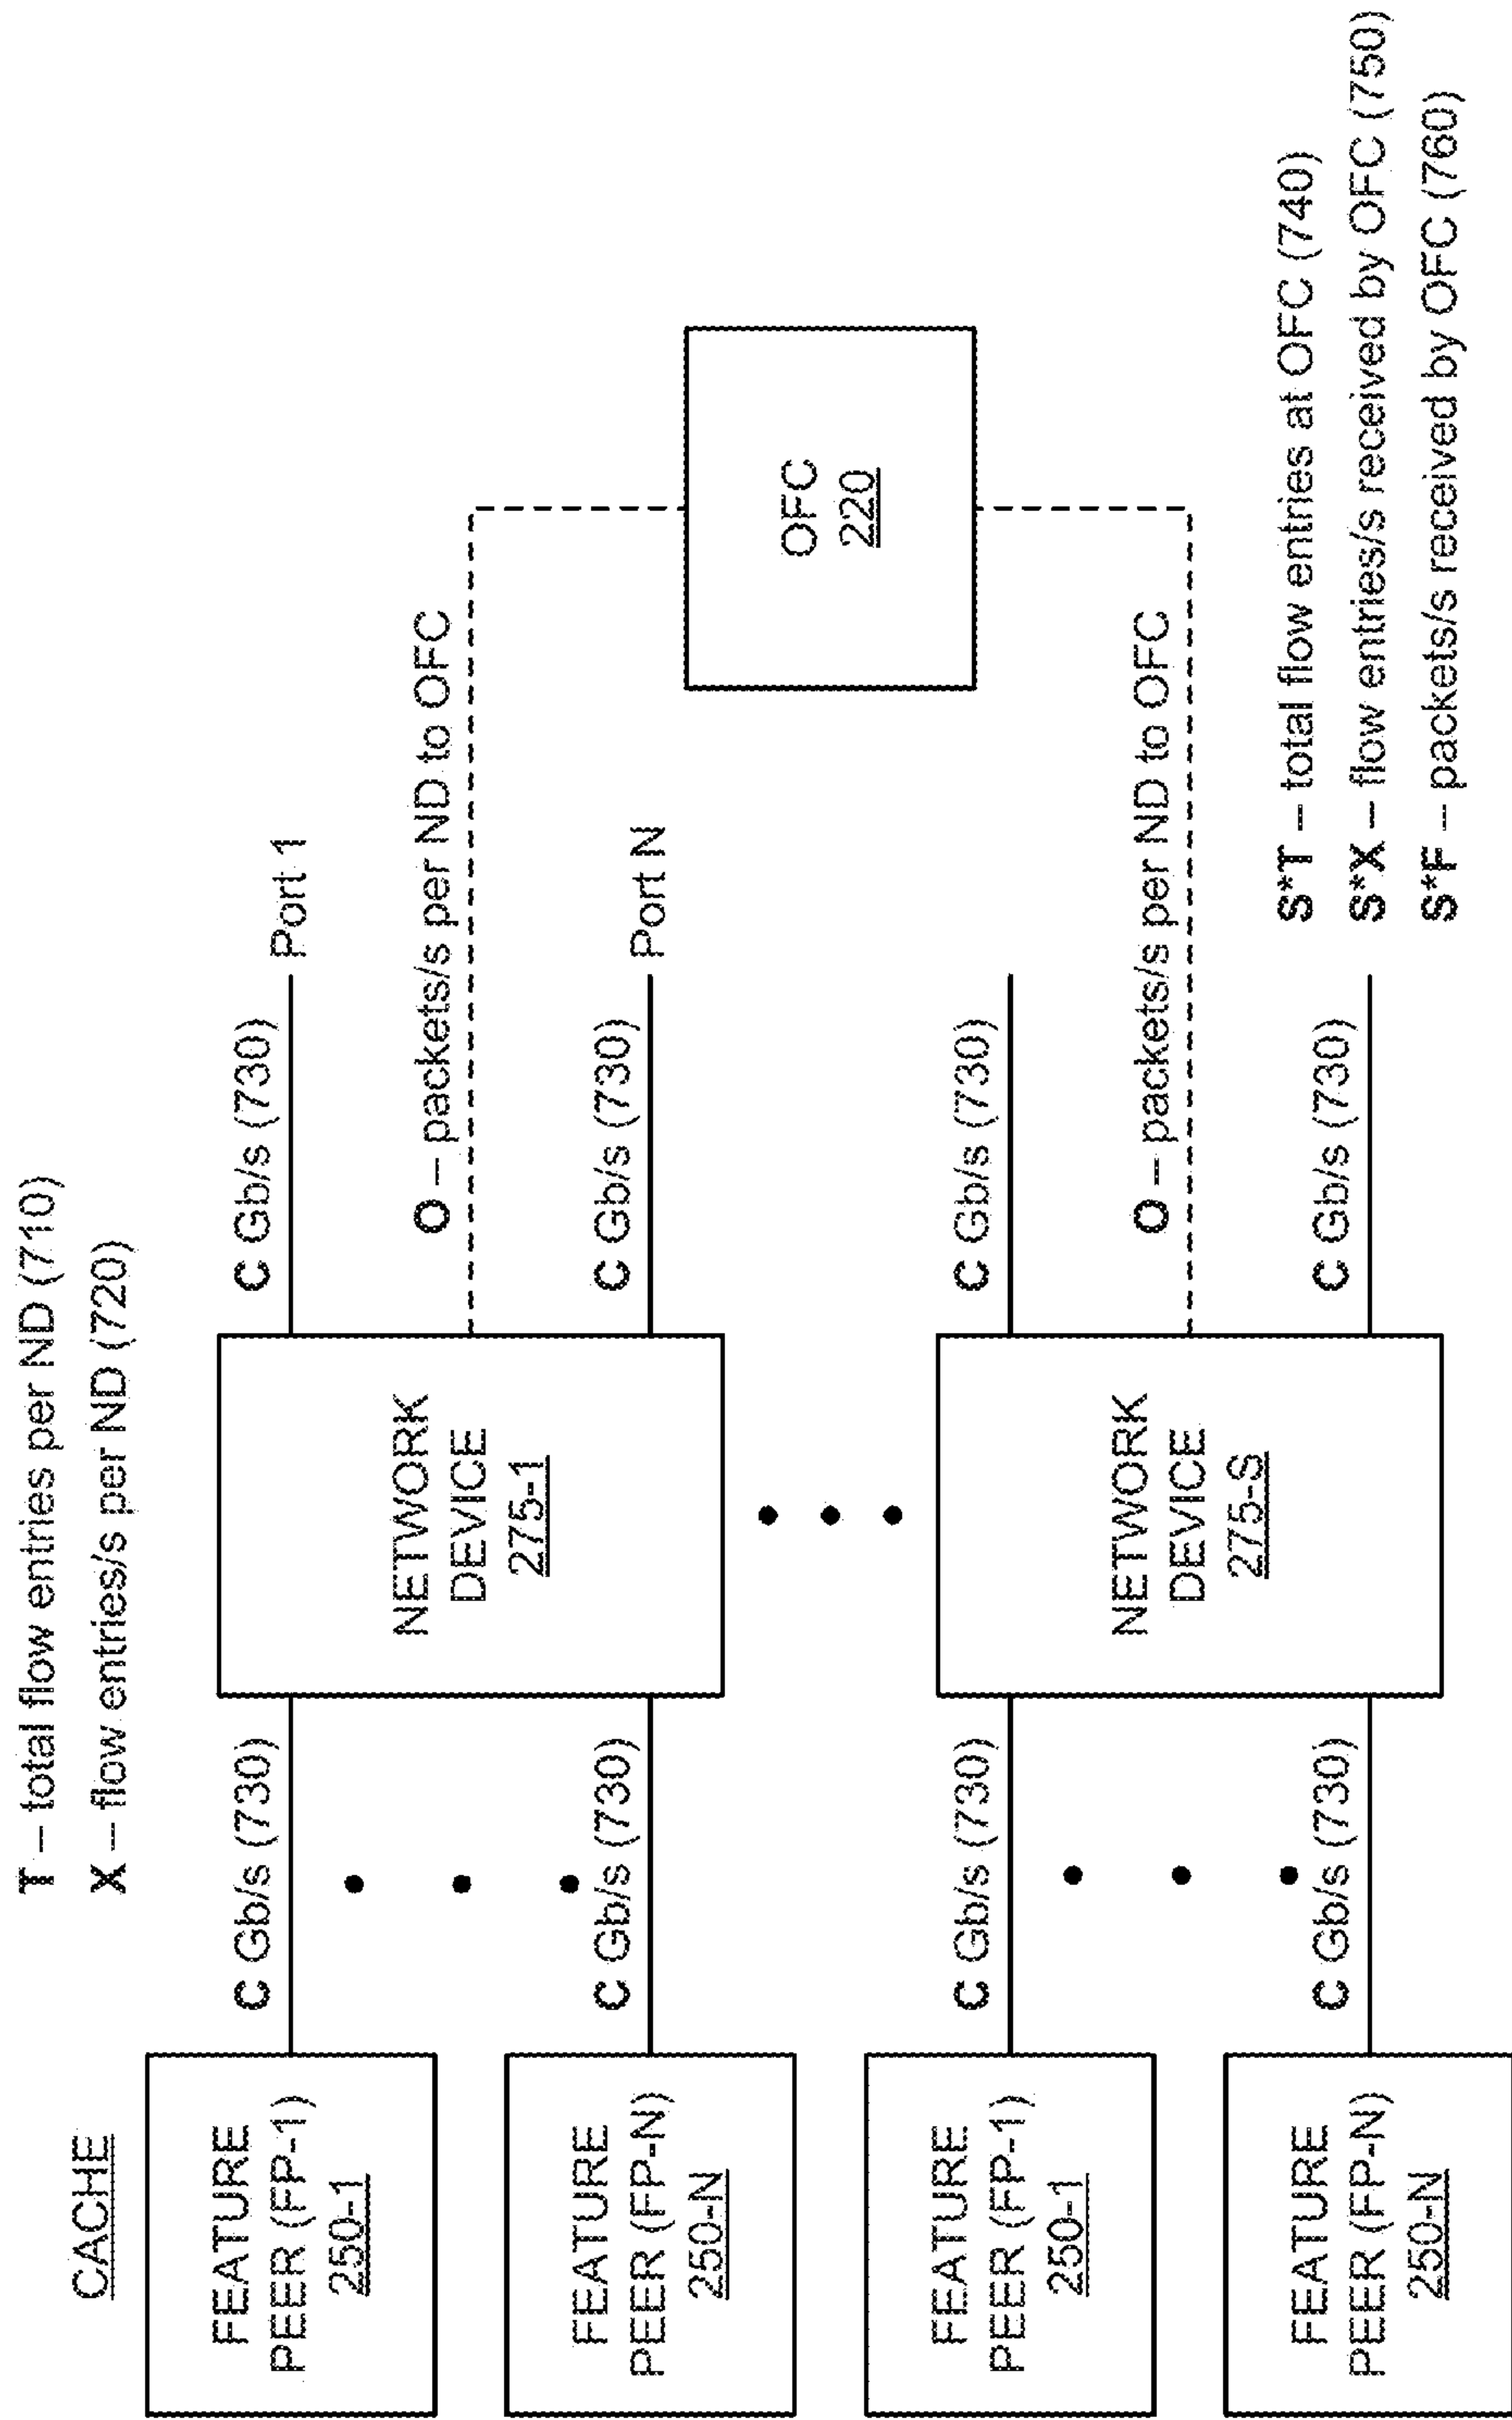 T – total flow entries per ND (710)
X – flow entries/s per ND (720)
CACHE
FEATURE
PEER (FP-1)
250-1
C Gb/s (730)
NETWORK
DEVICE
275-1
C Gb/s (730)
Port 1
O – packets/s per ND to OFC
FEATURE
PEER (FP-N)
250-N
C Gb/s (730)
C Gb/s (730)
Port N
OFC
220
FEATURE
PEER (FP-1)
250-1
C Gb/s (730)
NETWORK
DEVICE
275-S
C Gb/s (730)
O – packets/s per ND to OFC
FEATURE
PEER (FP-N)
250-N
C Gb/s (730)
C Gb/s (730)
S*T – total flow entries at OFC (740)
S*X – flow entries/s received by OFC (750)
S*F – packets/s received by OFC (760)